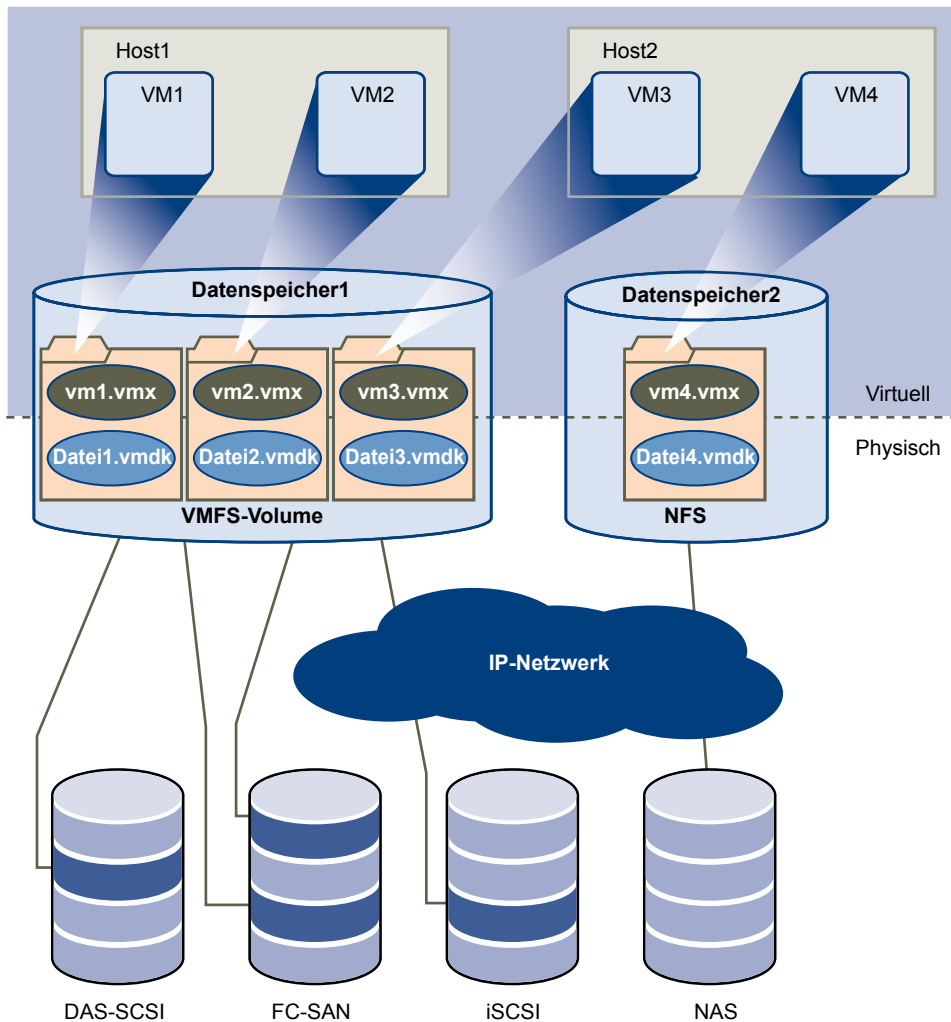 Host1
Host2
VM1
VM2
VM3
VM4
Datenspeicher1
Datenspeicher2
vm1.vmx
vm2.vmx
vm3.vmx
vm4.vmx
Virtuell
Datei1.vmdk
Datei2.vmdk
Datei3.vmdk
Datei4.vmdk
Physisch
VMFS-Volume
NFS
IP-Netzwerk
DAS-SCSI
FC-SAN
iSCSI
NAS